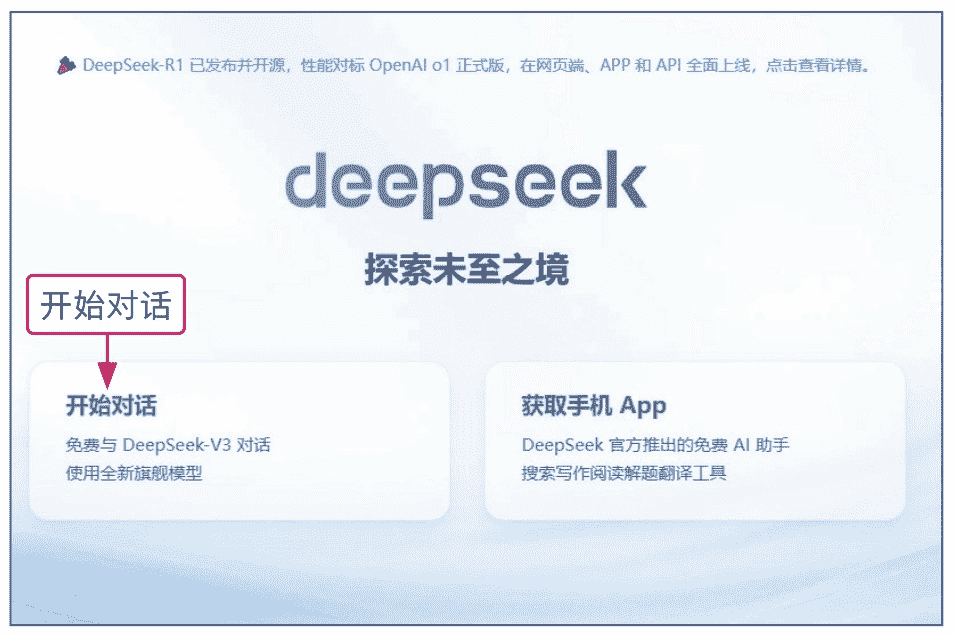 DeepSeek-R1 已发布并开源，性能对标 OpenAI o1 正式版，在网页端、APP 和 API 全面上线，点击查看详情。
deepseek
探索未至之境
开始对话
开始对话
免费与 DeepSeek-V3 对话
使用全新旗舰模型
获取手机 App
DeepSeek 官方推出的免费 AI 助手
搜索写作阅读解题翻译工具